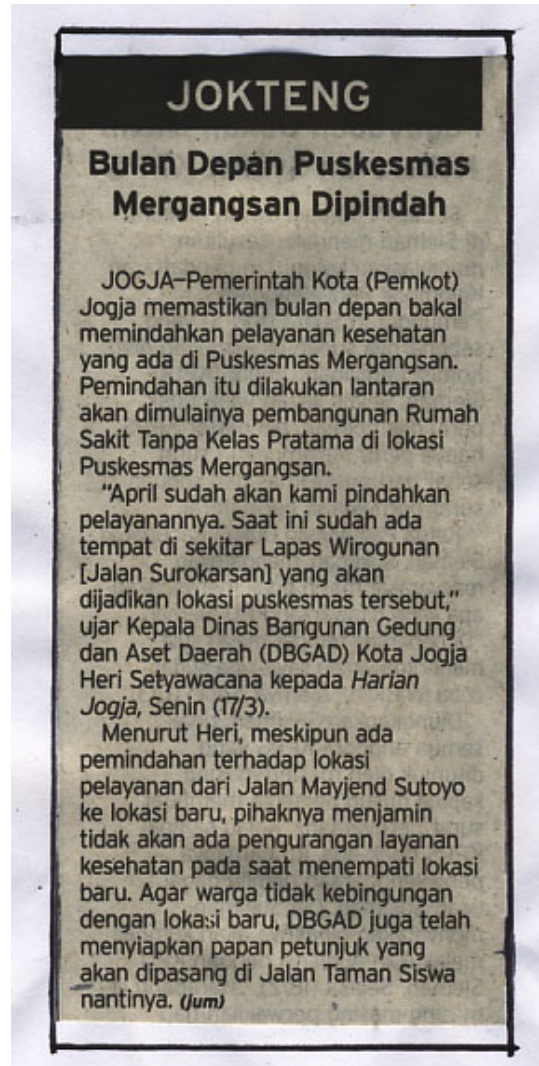 JOKTENG
Bulan Depan Puskesmas
Mergangsan Dipindah
JOGJA—Pemerintah Kota (Pemkot)
Jogja memastikan bulan depan bakal
memindahkan pelayanan kesehatan
yang ada di Puskesmas Mergangsan.
Pemindahan itu dilakukan lantaran
akan dimulainya pembangunan Rumah
Sakit Tanpa Kelas Pratama di lokasi
Puskesmas Mergangsan.
"April sudah akan kami pindahkan
pelayanannya. Saat ini sudah ada
tempat di sekitar Lapas Wirogunan
[Jalan Surokarsan] yang akan
dijadikan lokasi puskesmas tersebut,"
ujar Kepala Dinas Bangunan Gedung
dan Aset Daerah (DBGAD) Kota Jogja
Heri Setyawacana kepada Harian
Jogja, Senin (17/3).
Menurut Heri, meskipun ada
pemindahan terhadap lokasi
pelayanan dari Jalan Mayjend Sutoyo
ke lokasi baru, pihaknya menjamin
tidak akan ada pengurangan layanan
kesehatan pada saat menempati lokasi
baru. Agar warga tidak kebingungan
dengan lokasi baru, DBGAD juga telah
menyiapkan papan petunjuk yang
akan dipasang di Jalan Taman Siswa
nantinya. (jum)